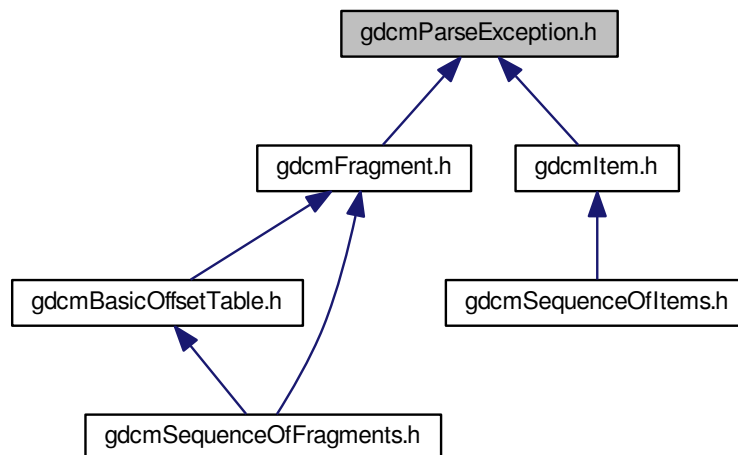 gdcmParseException.h
gdcmFragment.h
gdcmItem.h
gdcmBasicOffsetTable.h
gdcmSequenceOfItems.h
gdcmSequenceOfFragments.h